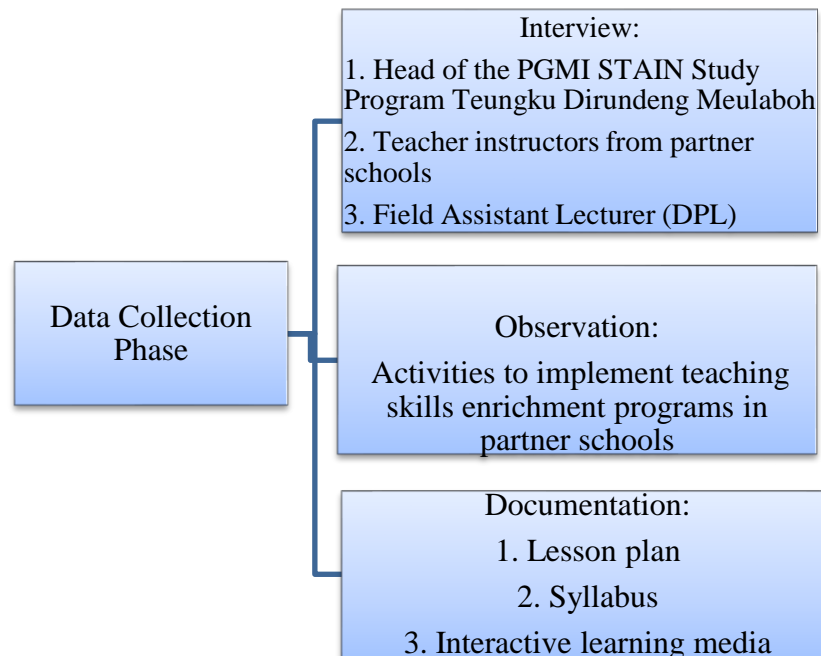 Interview:
1. Head of the PGMI STAIN Study
Program Teungku Dirundeng Meulaboh
2. Teacher instructors from partner
schools
3. Field Assistant Lecturer (DPL)
Data Collection
Phase
Observation:
Activities to implement teaching
skills enrichment programs in
partner schools
Documentation:
1. Lesson plan
2. Syllabus
3. Interactive learning media